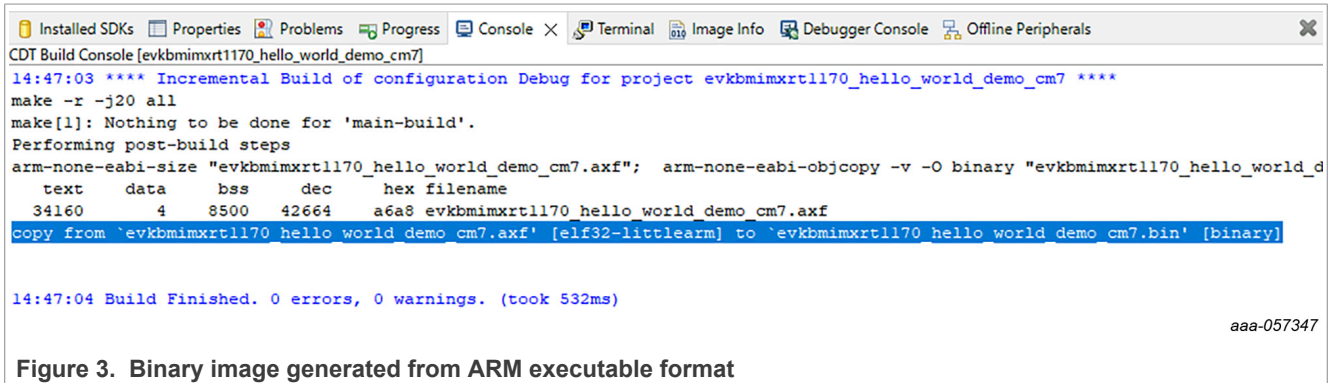 Installed SDKs Properties Problems Progress Console Terminal Image Info Debugger Console Offline Peripherals
CDT Build Console [evkbmimxrt1170_hello_world_demo_cm7]
14:47:03 **** Incremental Build of configuration Debug for project evkbmimxrt1170_hello_world_demo_cm7 ****
make -r -j20 all
make[1]: Nothing to be done for 'main-build'.
Performing post-build steps
arm-none-eabi-size "evkbmimxrt1170_hello_world_demo_cm7.axf"; arm-none-eabi-objcopy -v -O binary "evkbmimxrt1170_hello_world_d
text data bss dec hex filename
34160 4 8500 42664 a6a8 evkbmimxrt1170_hello_world_demo_cm7.axf
copy from `evkbmimxrt1170_hello_world_demo_cm7.axf' [elf32-littlearm] to `evkbmimxrt1170_hello_world_demo_cm7.bin' [binary]
14:47:04 Build Finished. 0 errors, 0 warnings. (took 532ms)
aaa-057347
Figure 3. Binary image generated from ARM executable format